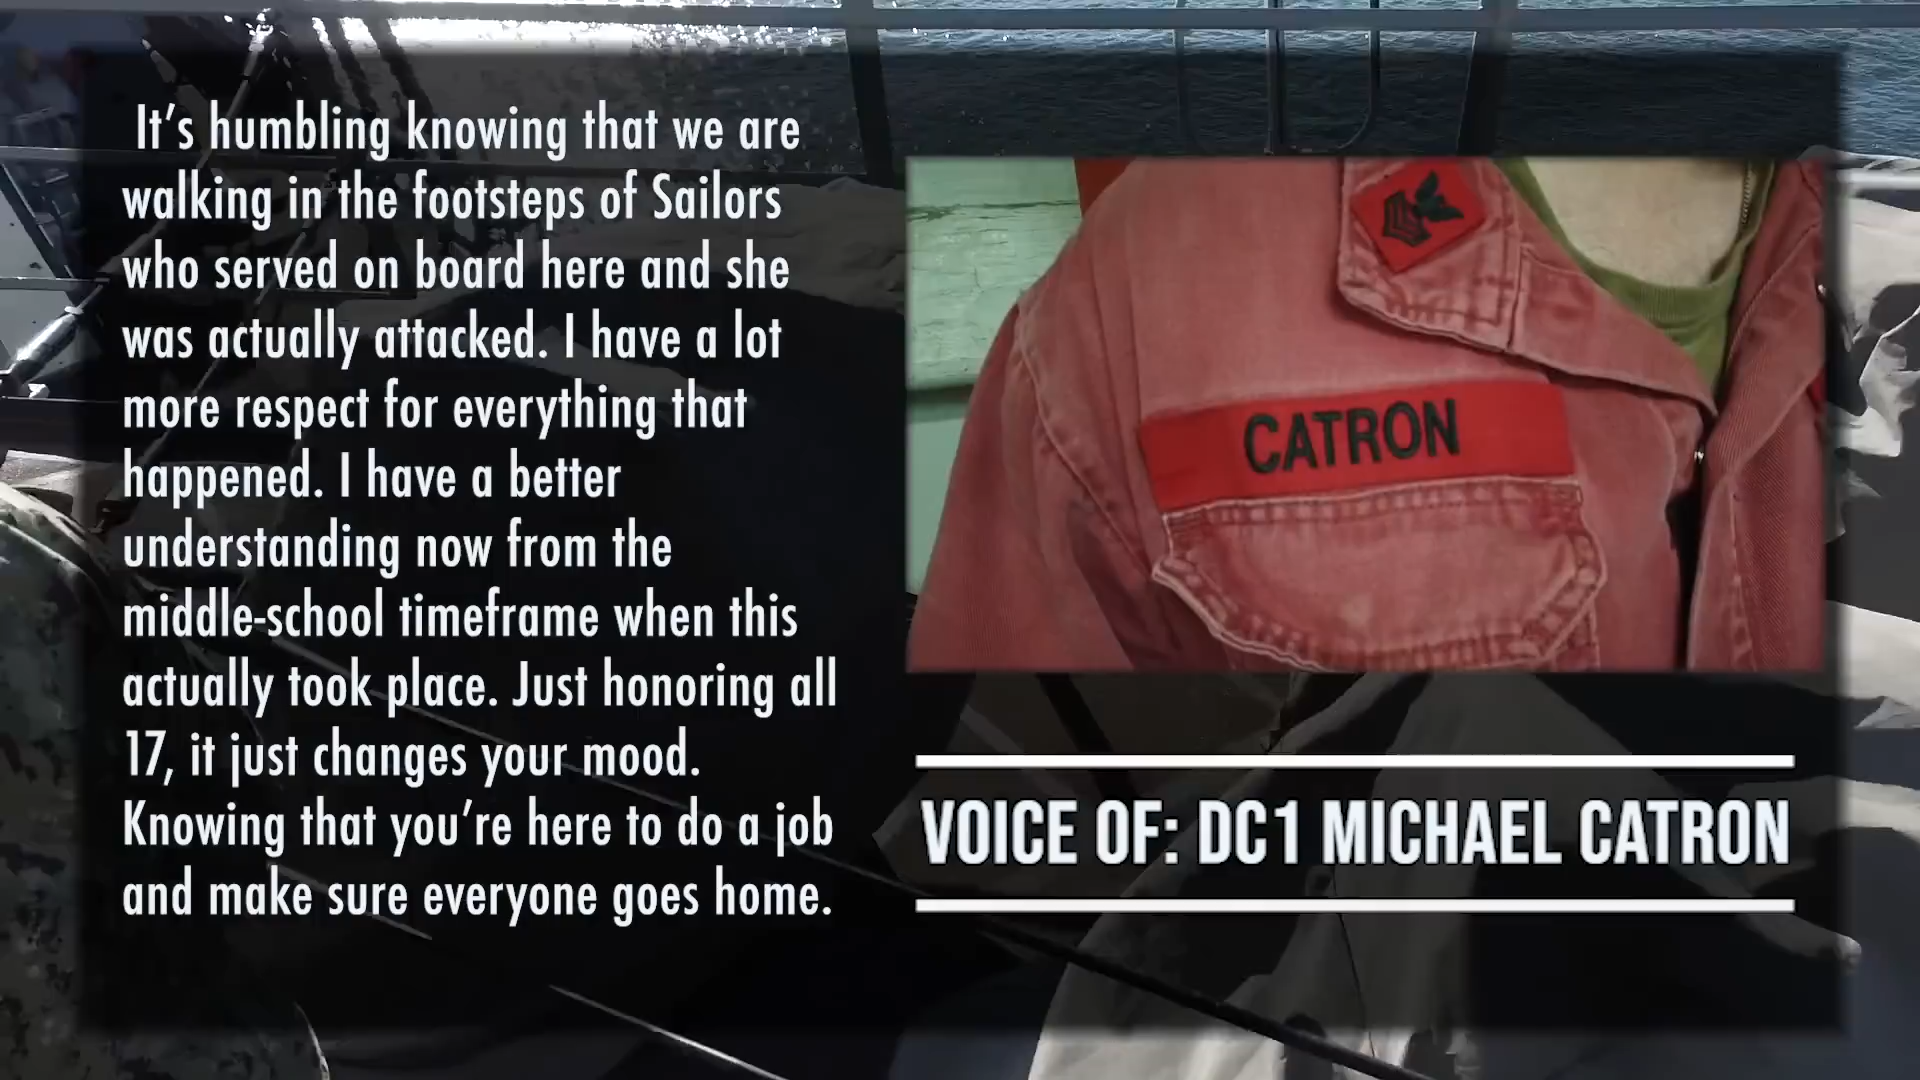 It’s humbling knowing that we are
walking in the footsteps of Sailors
who served on board here and she
was actually attacked. I have a lot
more respect for everything that
happened. I have a better
understanding now from the
middle-school timeframe when this
actually took place. Just honoring all
17, it just changes your mood.
Knowing that you’re here to do a job
and make sure everyone goes home.
CATRON
VOICE OF: DC1 MICHAEL CATRON